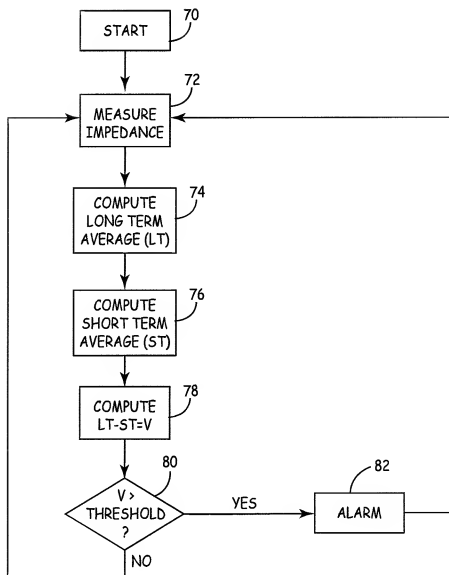 START
70
MEASURE
IMPEDANCE
72
COMPUTE
LONG TERM
AVERAGE (LT)
74
COMPUTE
SHORT TERM
AVERAGE (ST)
76
COMPUTE
LT-ST=V
78
V >
THRESHOLD
?
80
YES
ALARM
82
NO